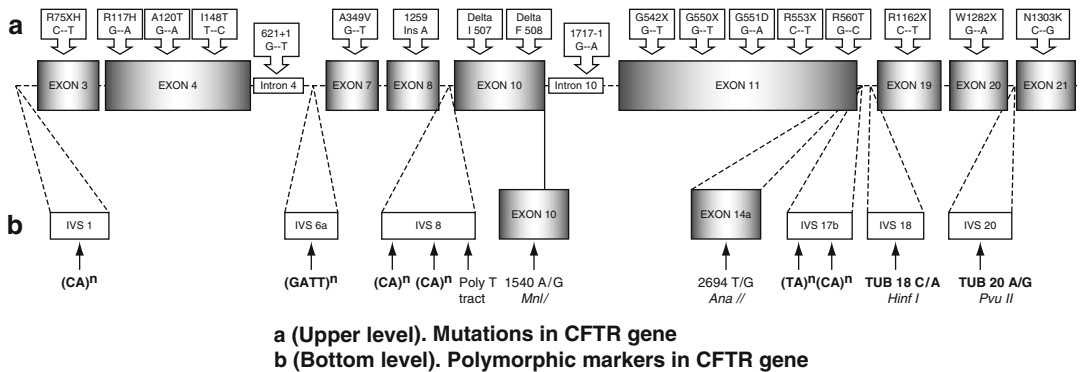 a
R75XH R117H A120T I148T A349V 1259 Delta Delta G542X G550X G551D R553X R560T R1162X W1282X N1303K
C--T G--A G--A T--C G--T Ins A I 507 F 508 G--T G--T G--A C--T G--C C--T G--A C--G
621+1 1717-1
G--T G--A
EXON 3 EXON 4 Intron 4 EXON 7 EXON 8 EXON 10 Intron 10 EXON 11 EXON 19 EXON 20 EXON 21
b
IVS 1 IVS 6a IVS 8 EXON 10 EXON 14a IVS 17b IVS 18 IVS 20
(CA)n (GATT)n (CA)n (CA)n Poly T 1540 A/G 2694 T/G (TA)n(CA)n TUB 18 C/A TUB 20 A/G
tract Mnl/ Ana // Hinf I Pvu II
a (Upper level). Mutations in CFTR gene
b (Bottom level). Polymorphic markers in CFTR gene